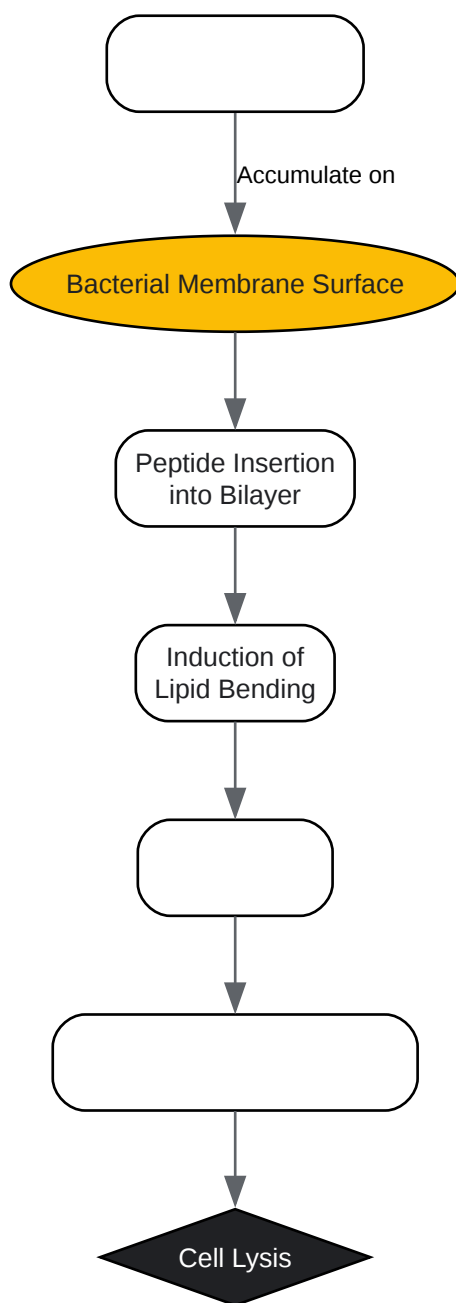 Accumulate on
Bacterial Membrane Surface
Peptide Insertion
into Bilayer
Induction of
Lipid Bending
Cell Lysis